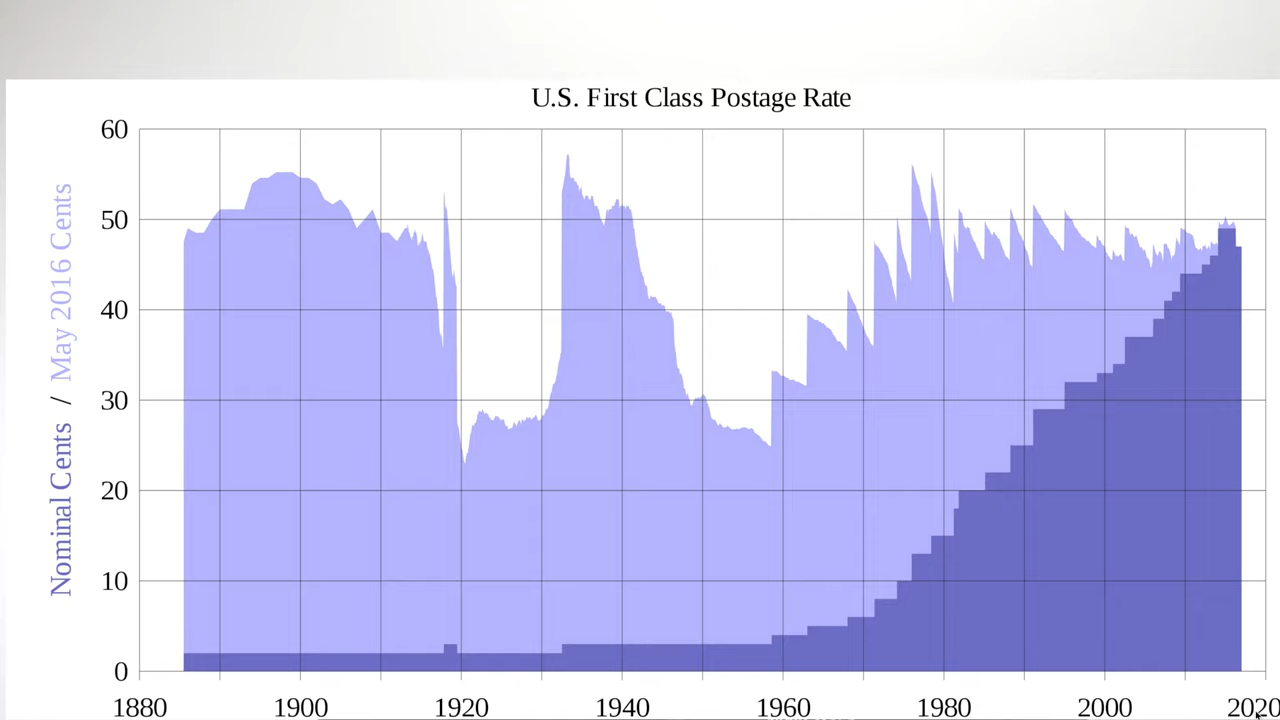 U.S. First Class Postage Rate
60
50
40
30
20
10
0
Nominal Cents / May 2016 Cents
1880 1900 1920 1940 1960 1980 2000 2020